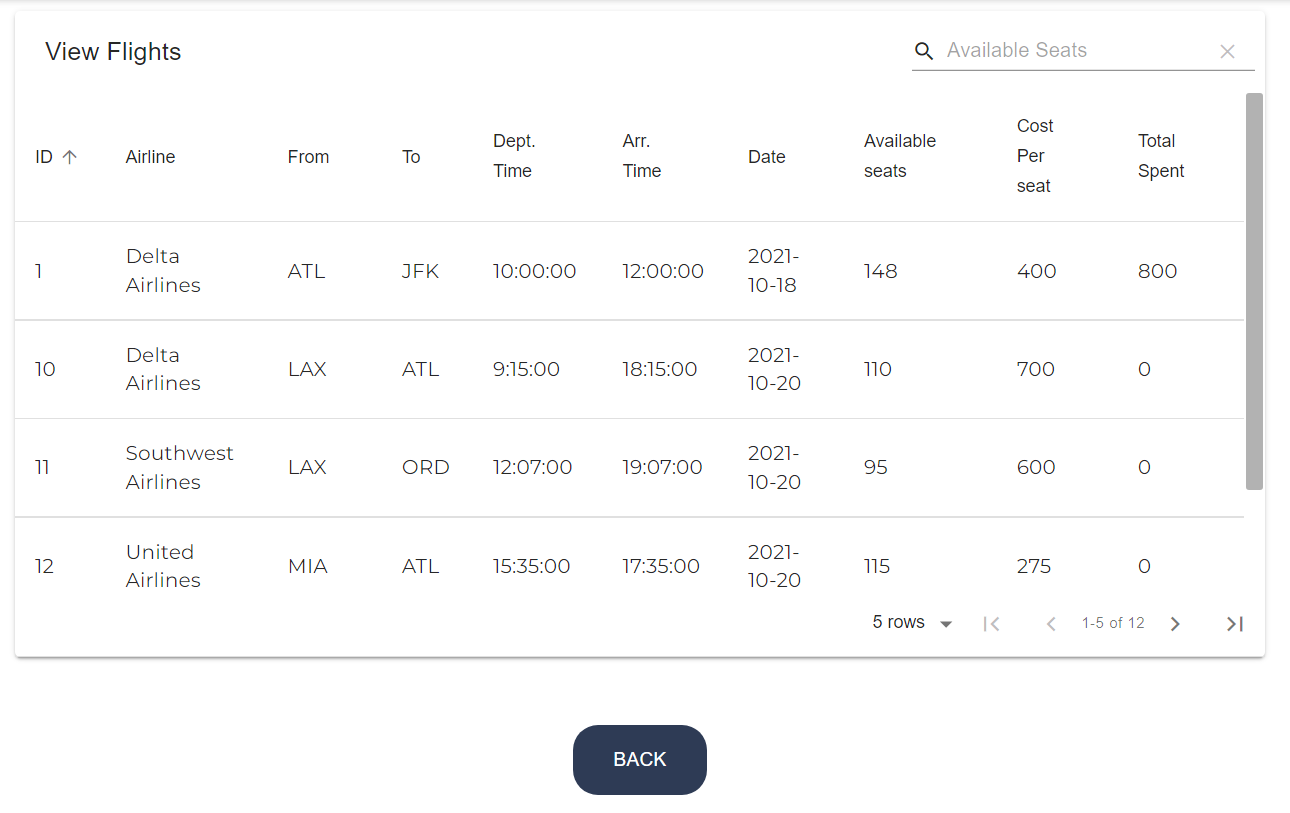 View Flights
Available Seats
ID Airline From To Dept. Time Arr. Time Date Available seats Cost Per seat Total Spent
1 Delta Airlines ATL JFK 10:00:00 12:00:00 2021-10-18 148 400 800
10 Delta Airlines LAX ATL 9:15:00 18:15:00 2021-10-20 110 700 0
11 Southwest Airlines LAX ORD 12:07:00 19:07:00 2021-10-20 95 600 0
12 United Airlines MIA ATL 15:35:00 17:35:00 2021-10-20 115 275 0
5 rows 1-5 of 12
BACK